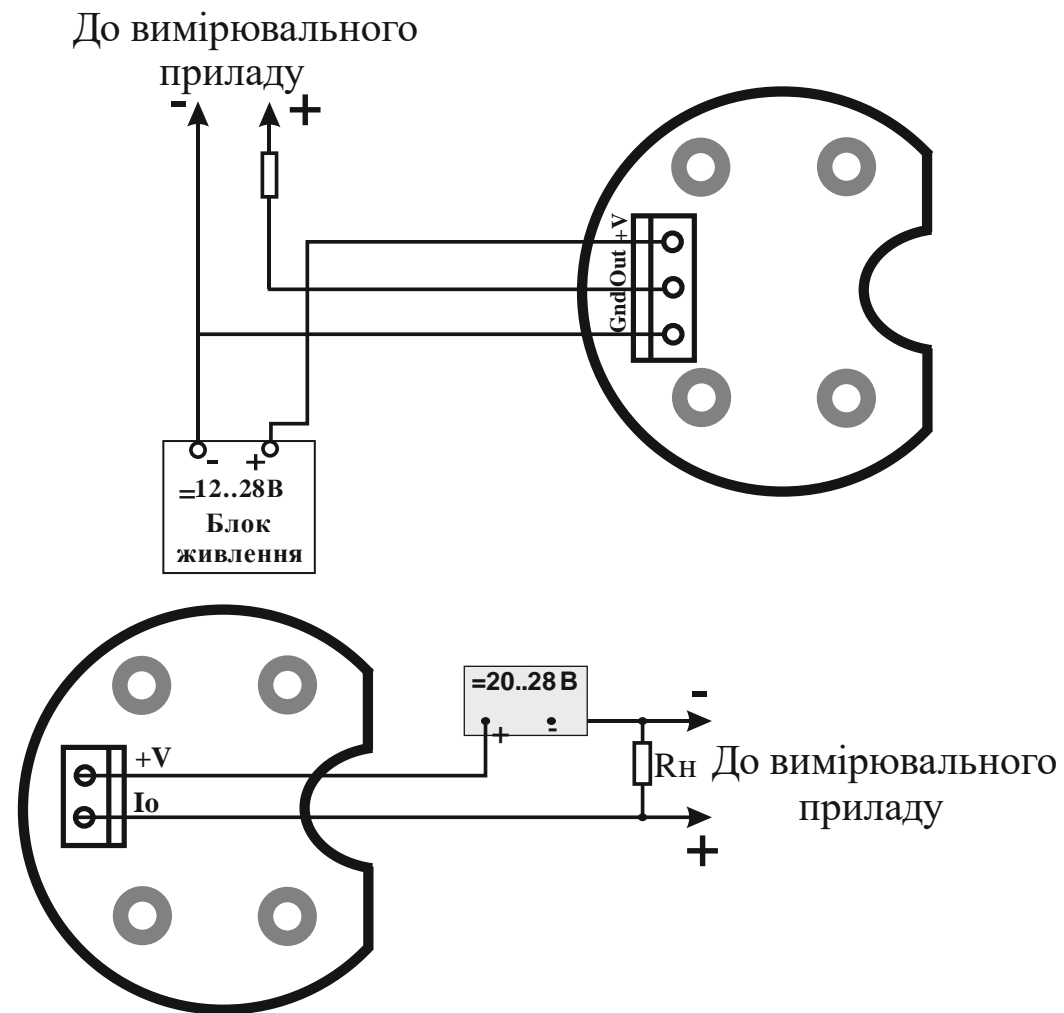 До вимірювального
приладу
- +
+V
Out
Gnd
- +
=12..28В
Блок
живлення
=20..28 В
+ -
-
+V
Rн
До вимірювального
приладу
Io
+